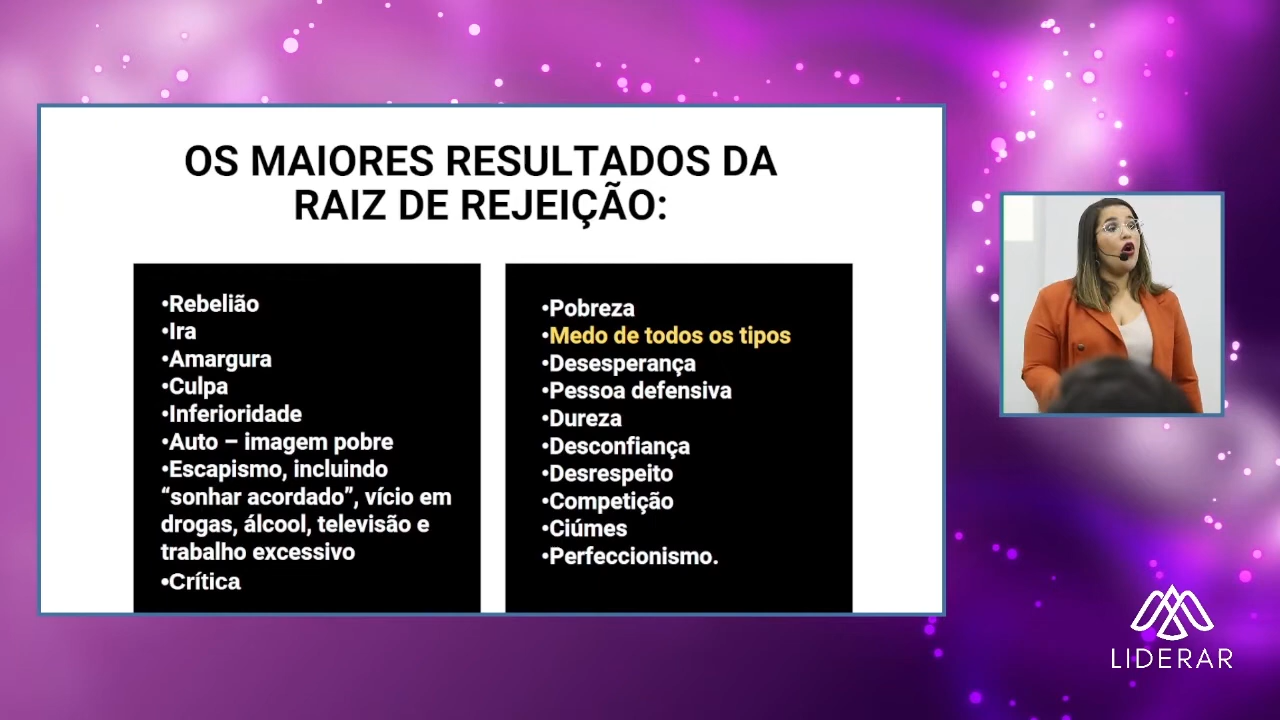 OS MAIORES RESULTADOS DA
RAIZ DE REJEIÇÃO:
•Rebelião
•Ira
•Amargura
•Culpa
•Inferioridade
•Auto – imagem pobre
•Escapismo, incluindo
“sonhar acordado”, vício em
drogas, álcool, televisão e
trabalho excessivo
•Crítica
•Pobreza
•Medo de todos os tipos
•Desesperança
•Pessoa defensiva
•Dureza
•Desconfiança
•Desrespeito
•Competição
•Ciúmes
•Perfeccionismo.
LIDERAR